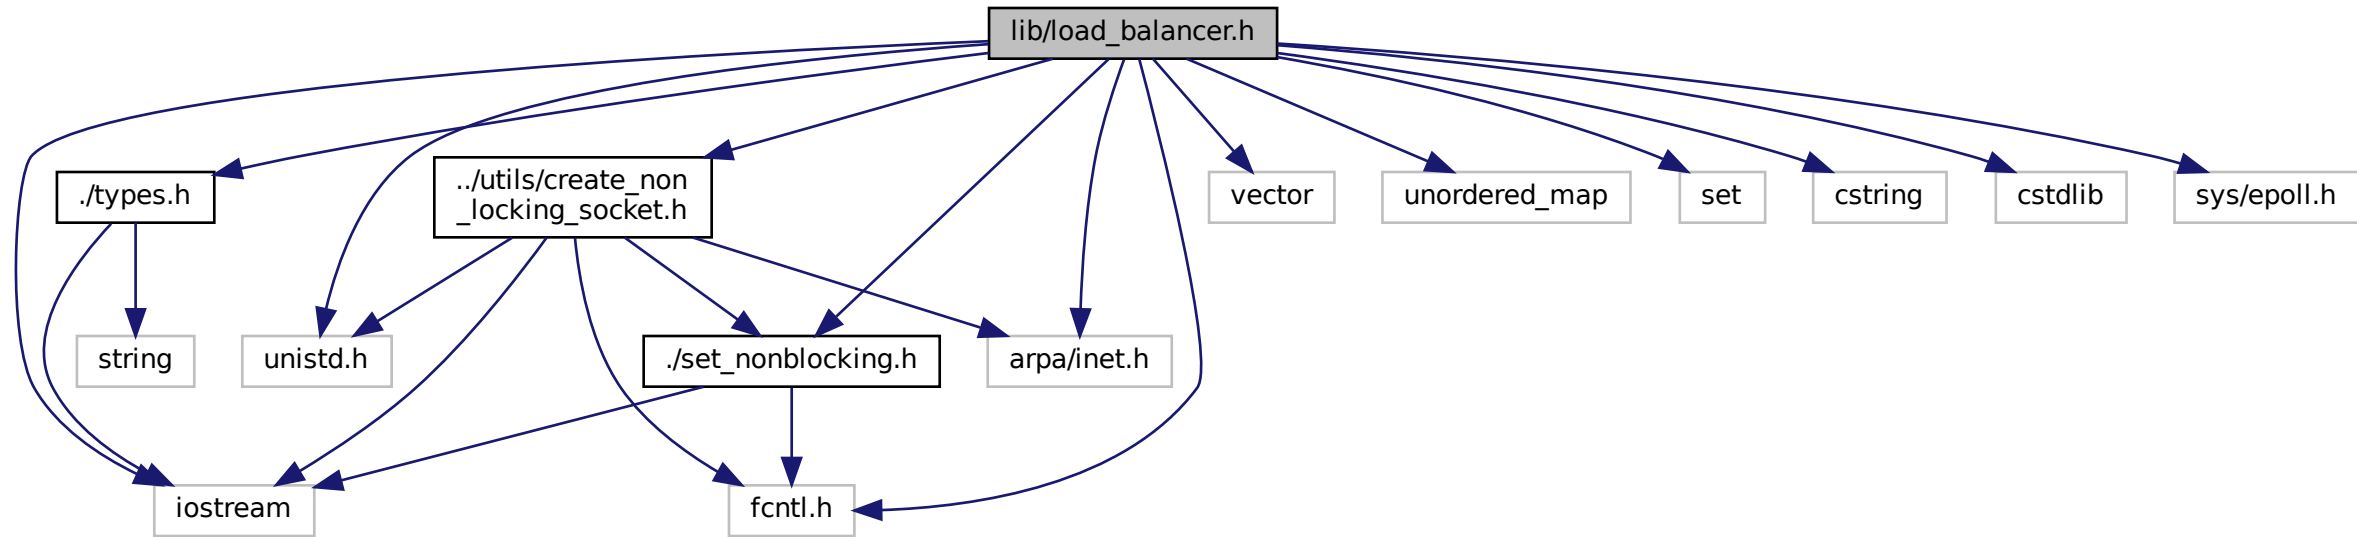 lib/load_balancer.h
./types.h
../utils/create_non
_locking_socket.h
vector
unordered_map
set
cstring
cstdlib
sys/epoll.h
string
unistd.h
./set_nonblocking.h
arpa/inet.h
iostream
fcntl.h